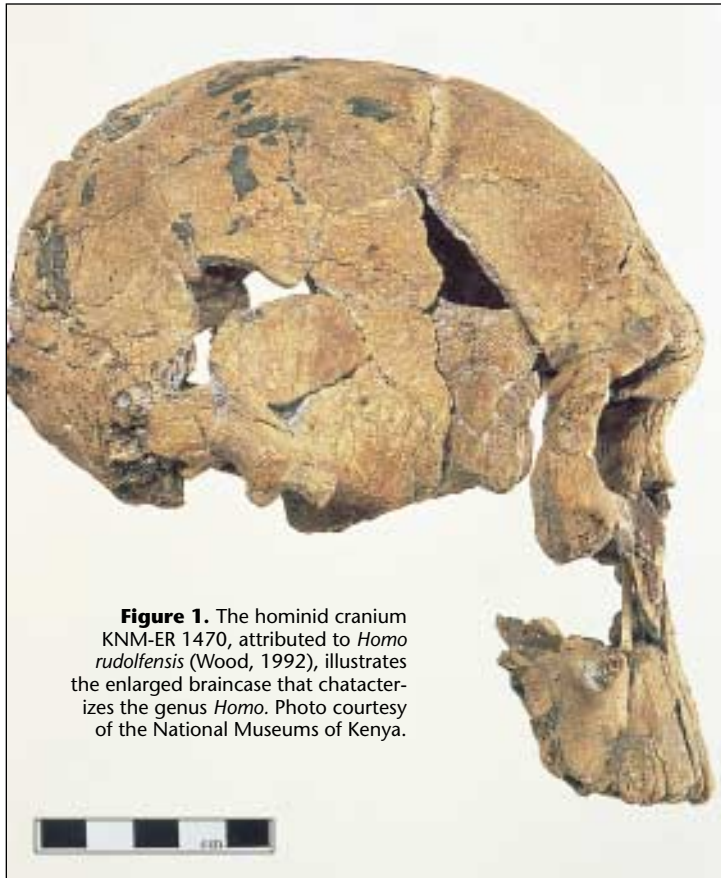 Figure 1. The hominid cranium
KNM-ER 1470, attributed to Homo
rudolfensis (Wood, 1992), illustrates
the enlarged braincase that chatacter-
izes the genus Homo. Photo courtesy
of the National Museums of Kenya.
cm